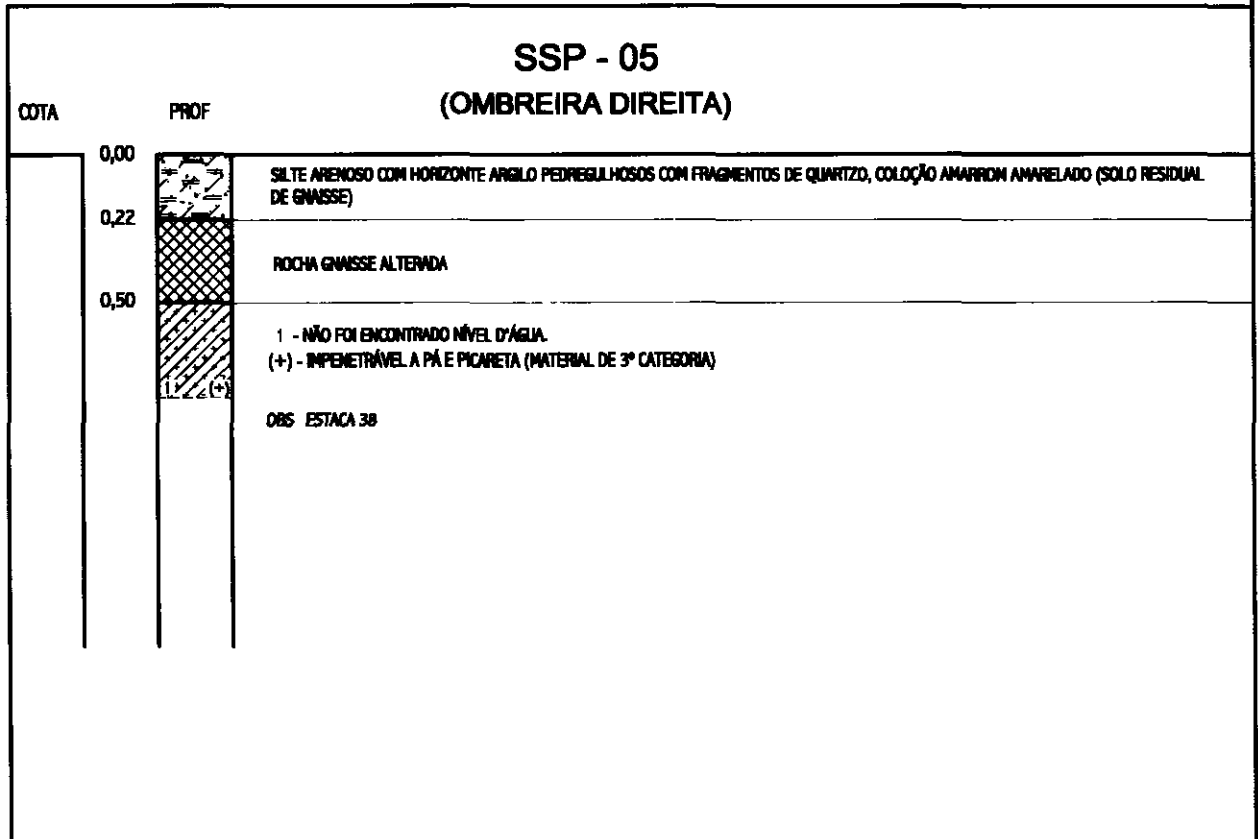 SSP - 05
(OMBREIRA DIREITA)
COTA PROF
0,00
SILTE ARENOSO COM HORIZONTE ARGILO PEDREGULHOSOS COM FRAGMENTOS DE QUARTZO, COLOÇÃO AMARROM AMARELADO (SOLO RESIDUAL
DE GNAISSE)
0,22
ROCHA GNAISSE ALTERADA
0,50
1 - NÃO FOI ENCONTRADO NÍVEL D'ÁGUA.
(+) - IMPENETRÁVEL A PÁ E PICARETA (MATERIAL DE 3ª CATEGORIA)
1 (+)
OBS ESTACA 38